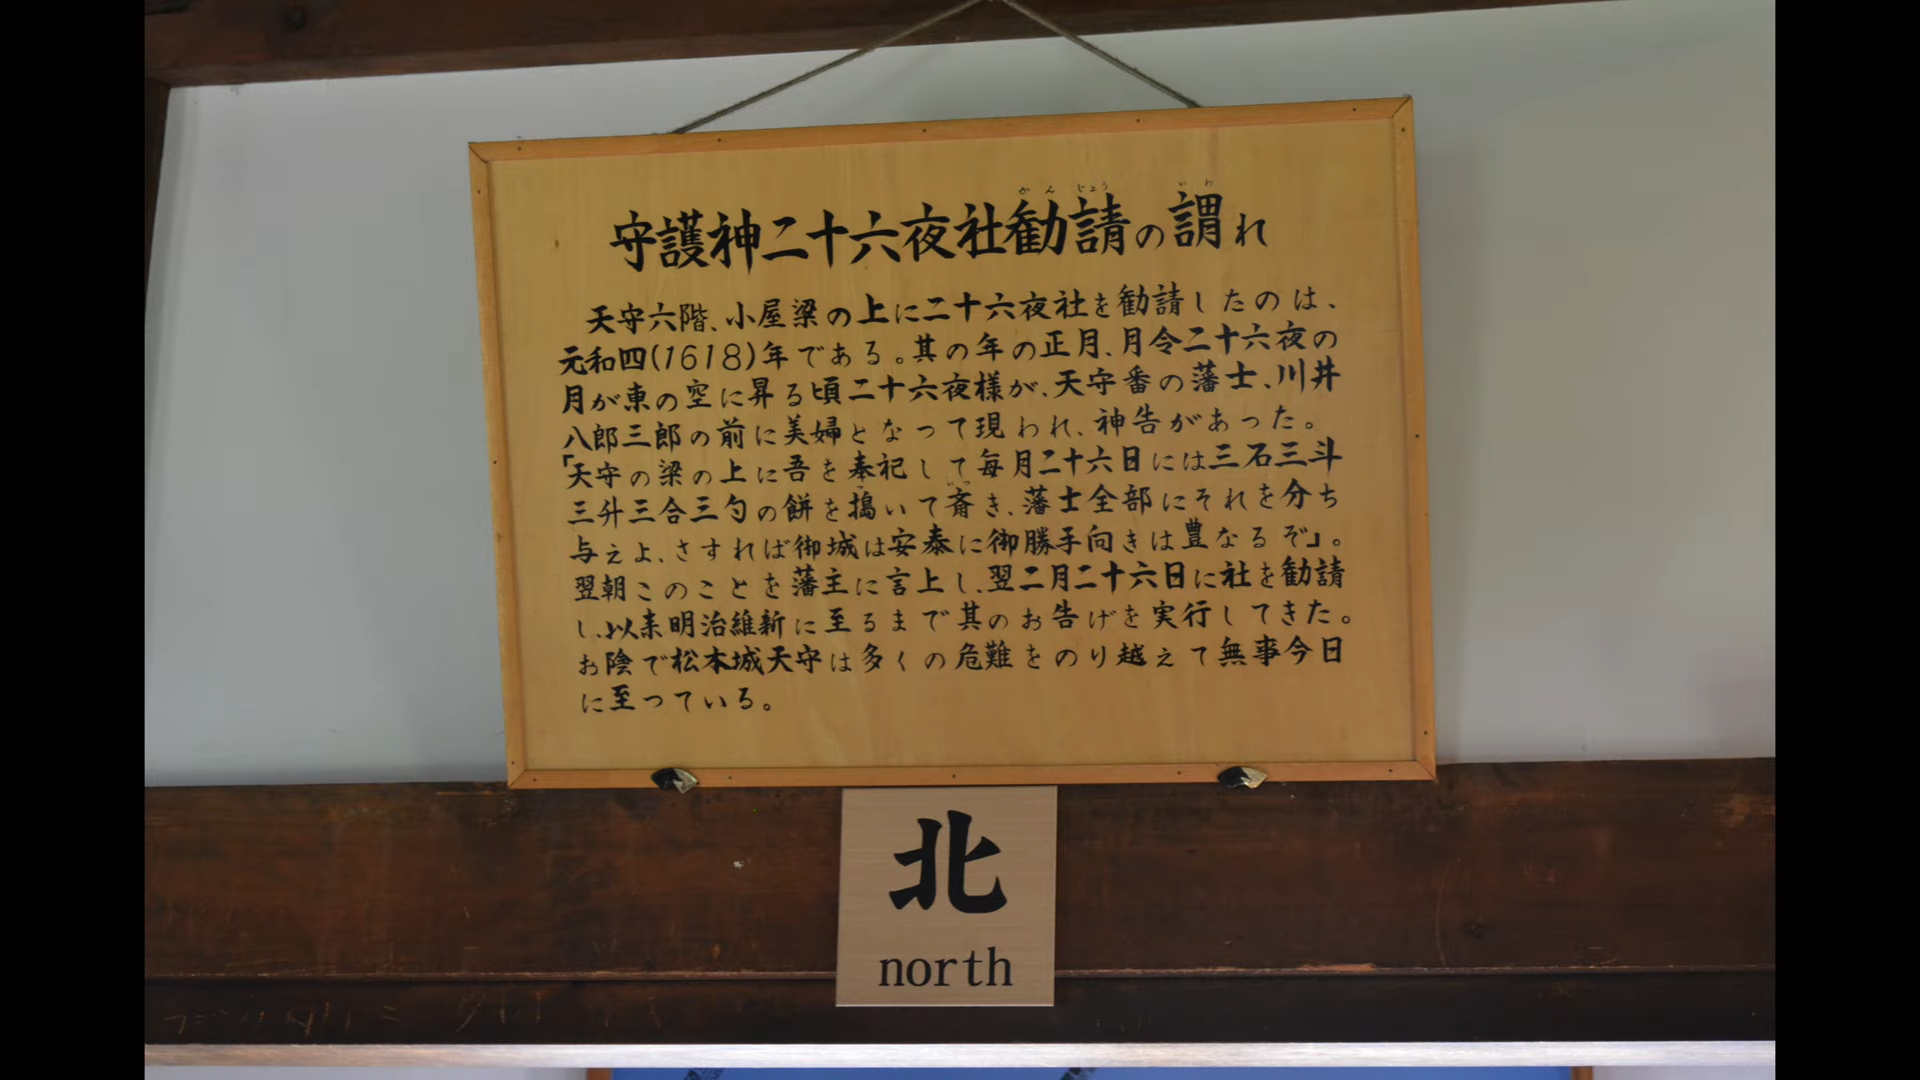 守護神二十六夜社勧請の謂れ
がんじょう いわ
天守六階、小屋梁の上に二十六夜社を勧請したのは、
元和四(1618)年である。其の年の正月、月令二十六夜の
月が東の空に昇る頃二十六夜様が、天守番の藩士、川井
八郎三郎の前に美婦となって現われ、神告があった。
「天守の梁の上に吾を奉祀して毎月二十六日には三石三斗
三升三合三勺の餅を搗いて斎き、藩士全部にそれを分ち
与えよ、さすれば御城は安泰に御勝手向きは豊なるぞ」。
翌朝このことを藩主に言上し、翌二月二十六日に社を勧請
し、以来明治維新に至るまで其のお告げを実行してきた。
お陰で松本城天守は多くの危難をのり越えて無事今日
に至っている。
北
north